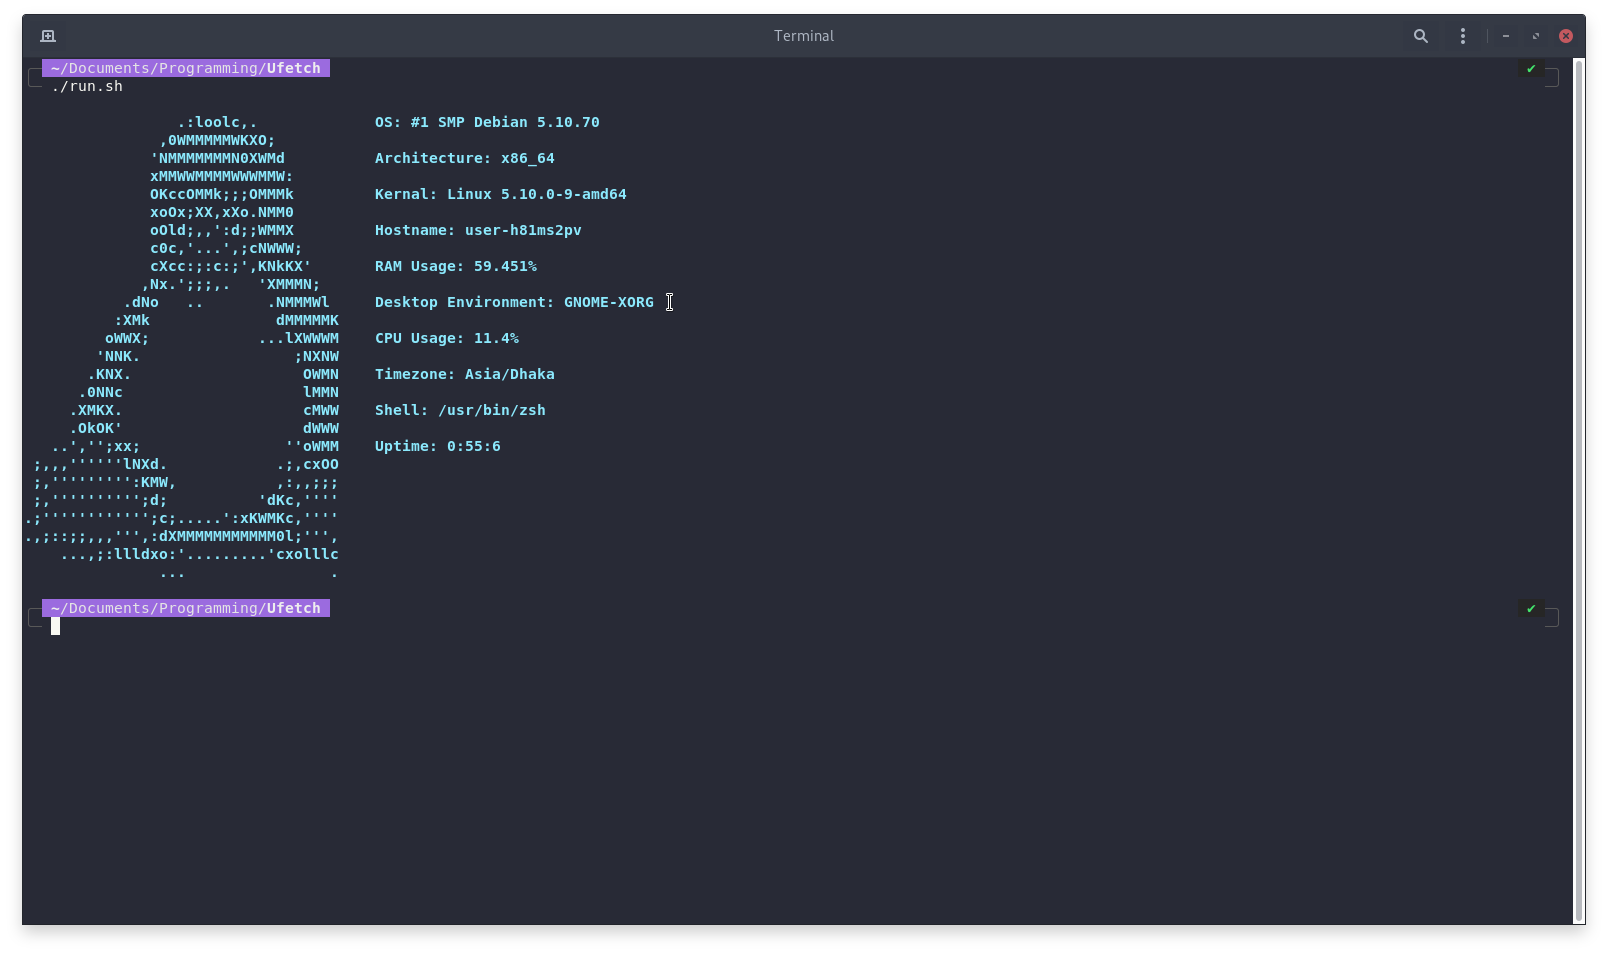 Terminal
~/Documents/Programming/Ufetch ✔
./run.sh
.:loolc,. OS: #1 SMP Debian 5.10.70
,0WMMMMMWKXO;
'NMMMMMMMN0XWMd Architecture: x86_64
xMMWWMMMMWWWMMW:
OKccOMMk;;;OMMMk Kernal: Linux 5.10.0-9-amd64
xoOx;XX,xXo.NMM0
oOld;,,':d;;WMMX Hostname: user-h81ms2pv
c0c,'...',;cNWWW;
cXcc:;:c:;',KNkKX' RAM Usage: 59.451%
,Nx.';;;,. 'XMMMN;
.dNo .. .NMMMWl Desktop Environment: GNOME-XORG
:XMk dMMMMMK
oWWX; ...lXWWWM CPU Usage: 11.4%
'NNK. ;NXNW
.KNX. OWMN Timezone: Asia/Dhaka
.0NNc lMMN
.XMKX. cMWW Shell: /usr/bin/zsh
.OkOK' dWWW
..','';xx; ''oWMM Uptime: 0:55:6
;,,,''''''lNXd. .;,cxOO
;,''''''''':KMW, ,:,,;;;
;,'''''''''';d; 'dKc,''''
.;'''''''''''';c;.....':xKWMKc,''''
.,;::;;,,,''',:dXMMMMMMMMMMM0l;''',
...,;:llldxo:'.........'cxolllc
... .
~/Documents/Programming/Ufetch ✔